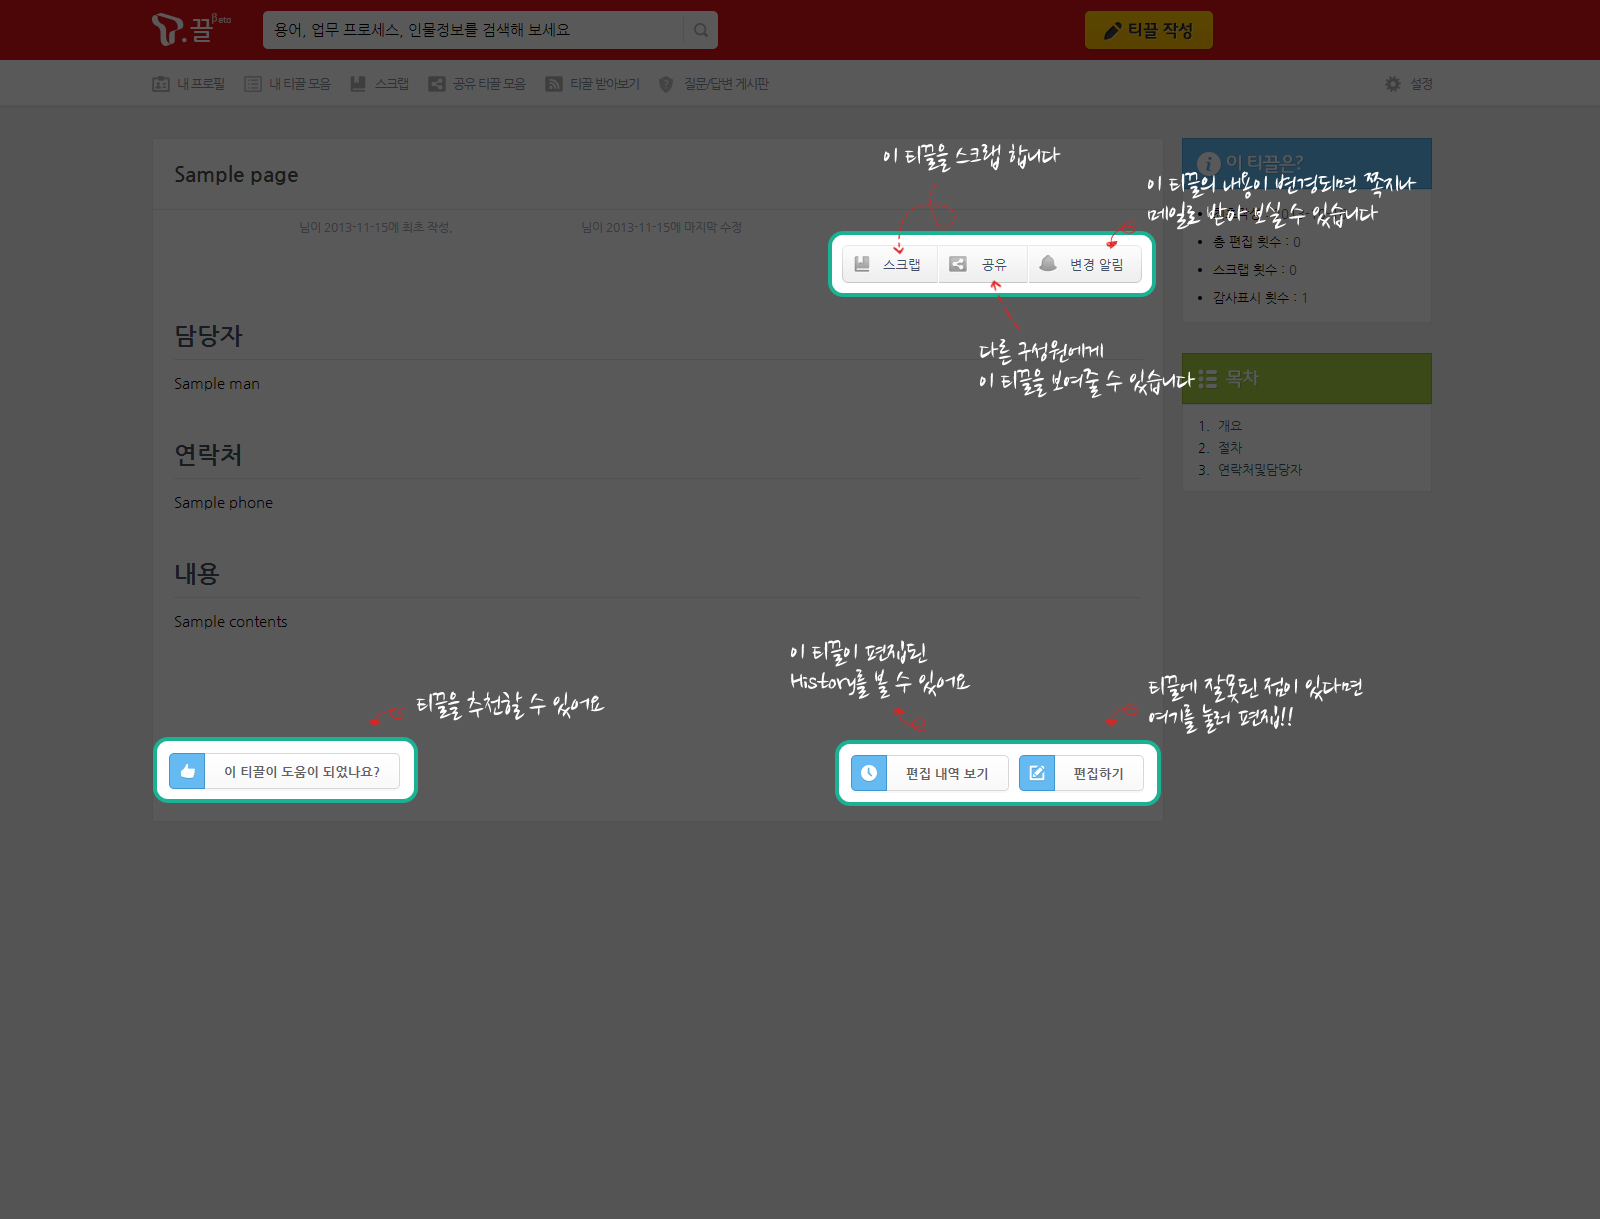 T.끌 Beta
용어, 업무 프로세스, 인물정보를 검색해 보세요
티끌 작성
내 프로필
내 티끌 모음
스크랩
공유 티끌 모음
티끌 받아보기
질문/답변 게시판
설정
Sample page
님이 2013-11-15에 최초 작성,
님이 2013-11-15에 마지막 수정
이 티끌을 스크랩 합니다
이 티끌의 내용이 변경되면 쪽지나
메일로 받아 보실 수 있습니다
스크랩
공유
변경 알림
다른 구성원에게
이 티끌을 보여줄 수 있습니다
담당자
Sample man
연락처
Sample phone
내용
Sample contents
티끌을 추천할 수 있어요
이 티끌이 도움이 되었나요?
이 티끌이 편집된
History를 볼 수 있어요
티끌에 잘못된 점이 있다면
여기를 눌러 편집!!
편집 내역 보기
편집하기
이 티끌은?
총 편집 횟수 : 0
스크랩 횟수 : 0
감사표시 횟수 : 1
목차
1. 개요
2. 절차
3. 연락처및담당자